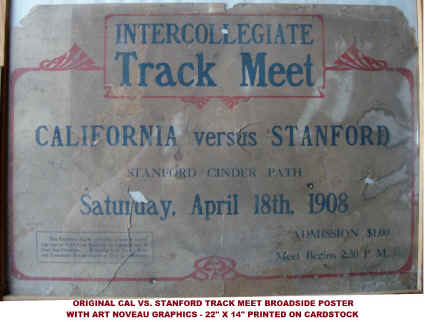 INTERCOLLEGIATE
Track Meet
CALIFORNIA versus STANFORD
STANFORD CINDER PATH
Saturday, April 18th, 1908
ADMISSION $1.00
Meet Begins 2:30 P. M.
ORIGINAL CAL VS. STANFORD TRACK MEET BROADSIDE POSTER
WITH ART NOVEAU GRAPHICS - 22" X 14" PRINTED ON CARDSTOCK